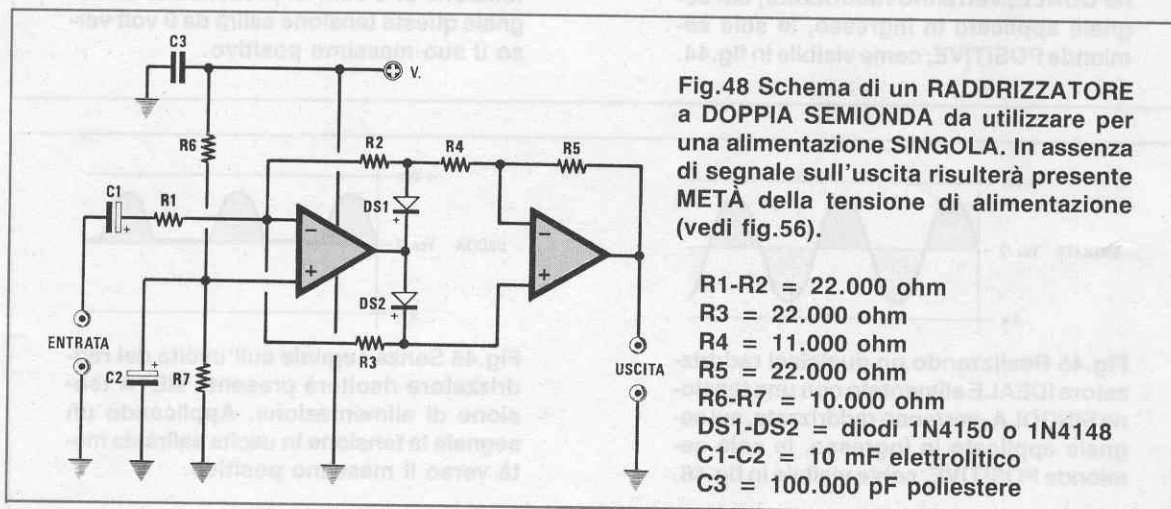 C3
V.
R6
R2
R4
R5
C1
R1
DS1
DS2
ENTRATA
C2
R7
R3
USCITA
Fig.48 Schema di un RADDRIZZATORE
a DOPPIA SEMIONDA da utilizzare per
una alimentazione SINGOLA. In assenza
di segnale sull'uscita risulterà presente
METÀ della tensione di alimentazione
(vedi fig.56).
R1-R2 = 22.000 ohm
R3 = 22.000 ohm
R4 = 11.000 ohm
R5 = 22.000 ohm
R6-R7 = 10.000 ohm
DS1-DS2 = diodi 1N4150 o 1N4148
C1-C2 = 10 mF elettrolitico
C3 = 100.000 pF poliestere